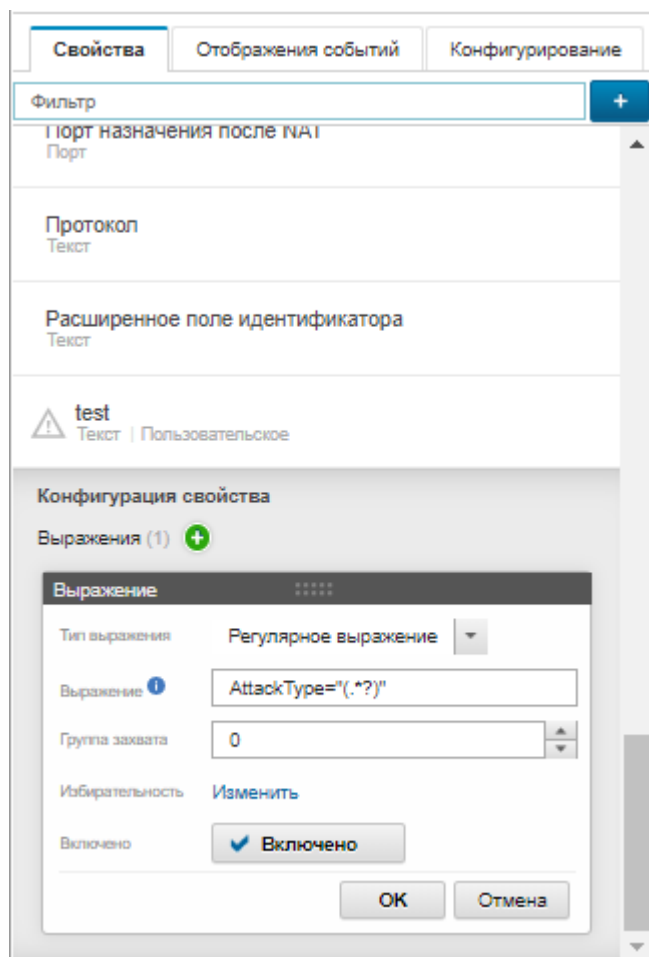 Свойства
Отображения событий
Конфигурирование
Фильтр
+
Порт назначения после NAT
Порт
Протокол
Текст
Расширенное поле идентификатора
Текст
test
Текст | Пользовательское
Конфигурация свойства
Выражения (1)
Выражение
Тип выражения
Регулярное выражение
Выражение
AttackType="(.*?)"
Группа захвата
0
Избирательность
Изменить
Включено
Включено
OK
Отмена